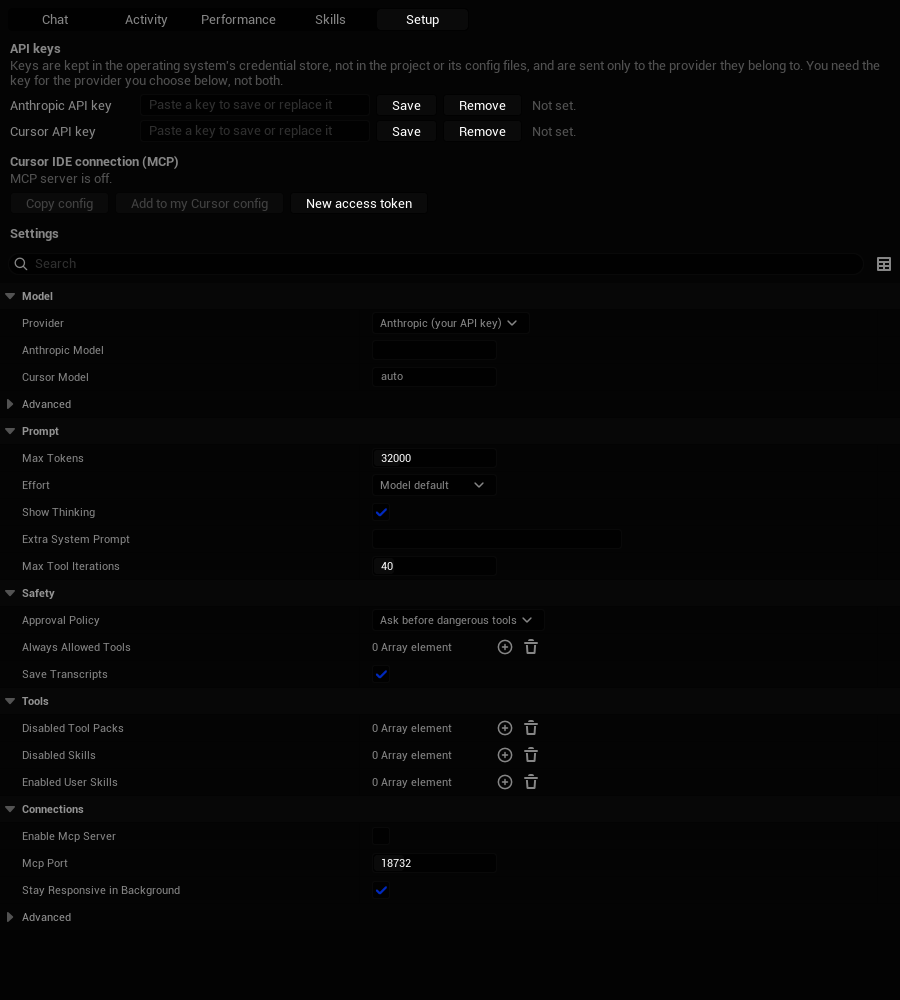 Chat Activity Performance Skills Setup
API keys
Keys are kept in the operating system's credential store, not in the project or its config files, and are sent only to the provider they belong to. You need the
key for the provider you choose below, not both.
Anthropic API key Paste a key to save or replace it Save Remove Not set.
Cursor API key Paste a key to save or replace it Save Remove Not set.
Cursor IDE connection (MCP)
MCP server is off.
Copy config Add to my Cursor config New access token
Settings
Search
Model
Provider Anthropic (your API key)
Anthropic Model
Cursor Model auto
Advanced
Prompt
Max Tokens 32000
Effort Model default
Show Thinking
Extra System Prompt
Max Tool Iterations 40
Safety
Approval Policy Ask before dangerous tools
Always Allowed Tools 0 Array element
Save Transcripts
Tools
Disabled Tool Packs 0 Array element
Disabled Skills 0 Array element
Enabled User Skills 0 Array element
Connections
Enable Mcp Server
Mcp Port 18732
Stay Responsive in Background
Advanced